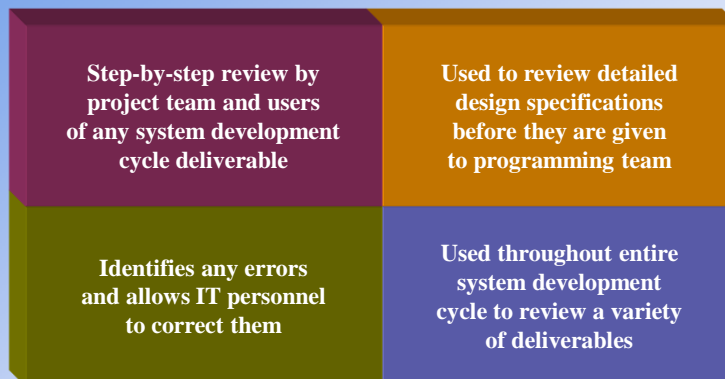 Step-by-step review by
project team and users
of any system development
cycle deliverable
Used to review detailed
design specifications
before they are given
to programming team
Identifies any errors
and allows IT personnel
to correct them
Used throughout entire
system development
cycle to review a variety
of deliverables